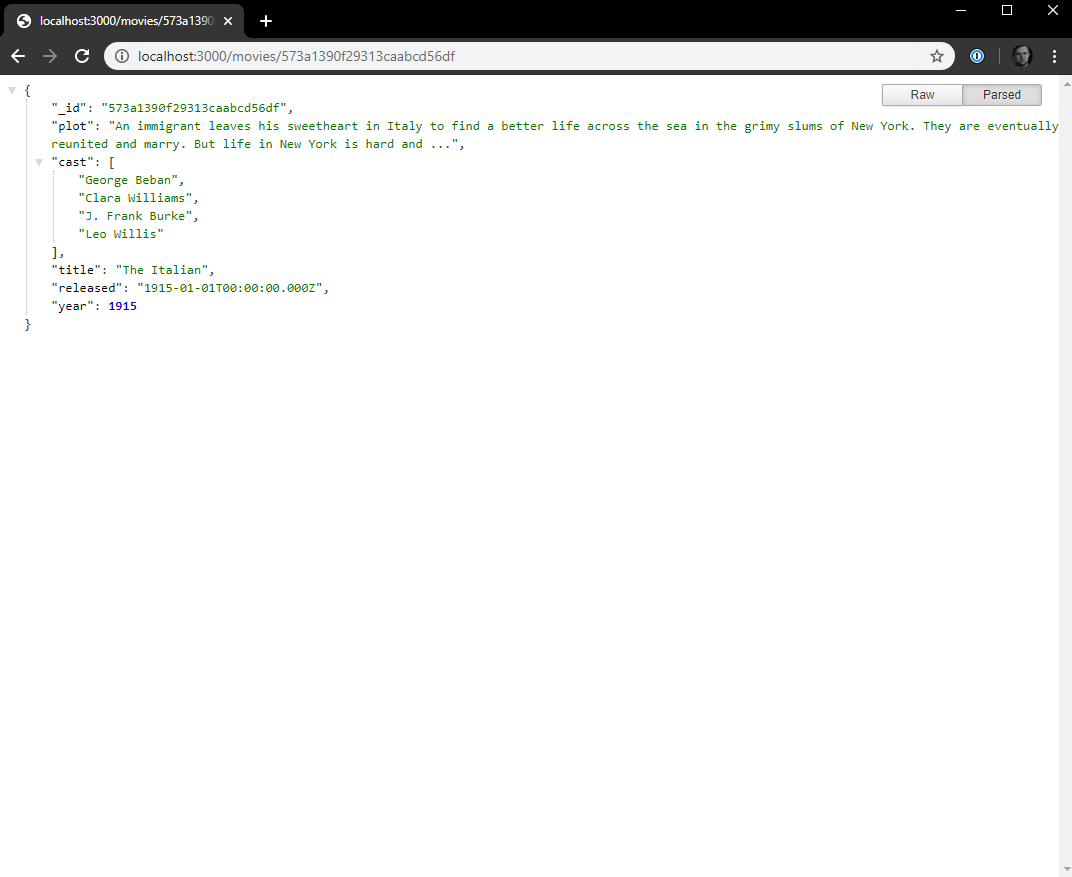 localhost:3000/movies/573a1390
localhost:3000/movies/573a1390f29313caabcd56df
Raw
Parsed
{
"_id": "573a1390f29313caabcd56df",
"plot": "An immigrant leaves his sweetheart in Italy to find a better life across the sea in the grimy slums of New York. They are eventually
reunited and marry. But life in New York is hard and ...",
"cast": [
"George Beban",
"Clara Williams",
"J. Frank Burke",
"Leo Willis"
],
"title": "The Italian",
"released": "1915-01-01T00:00:00.000Z",
"year": 1915
}